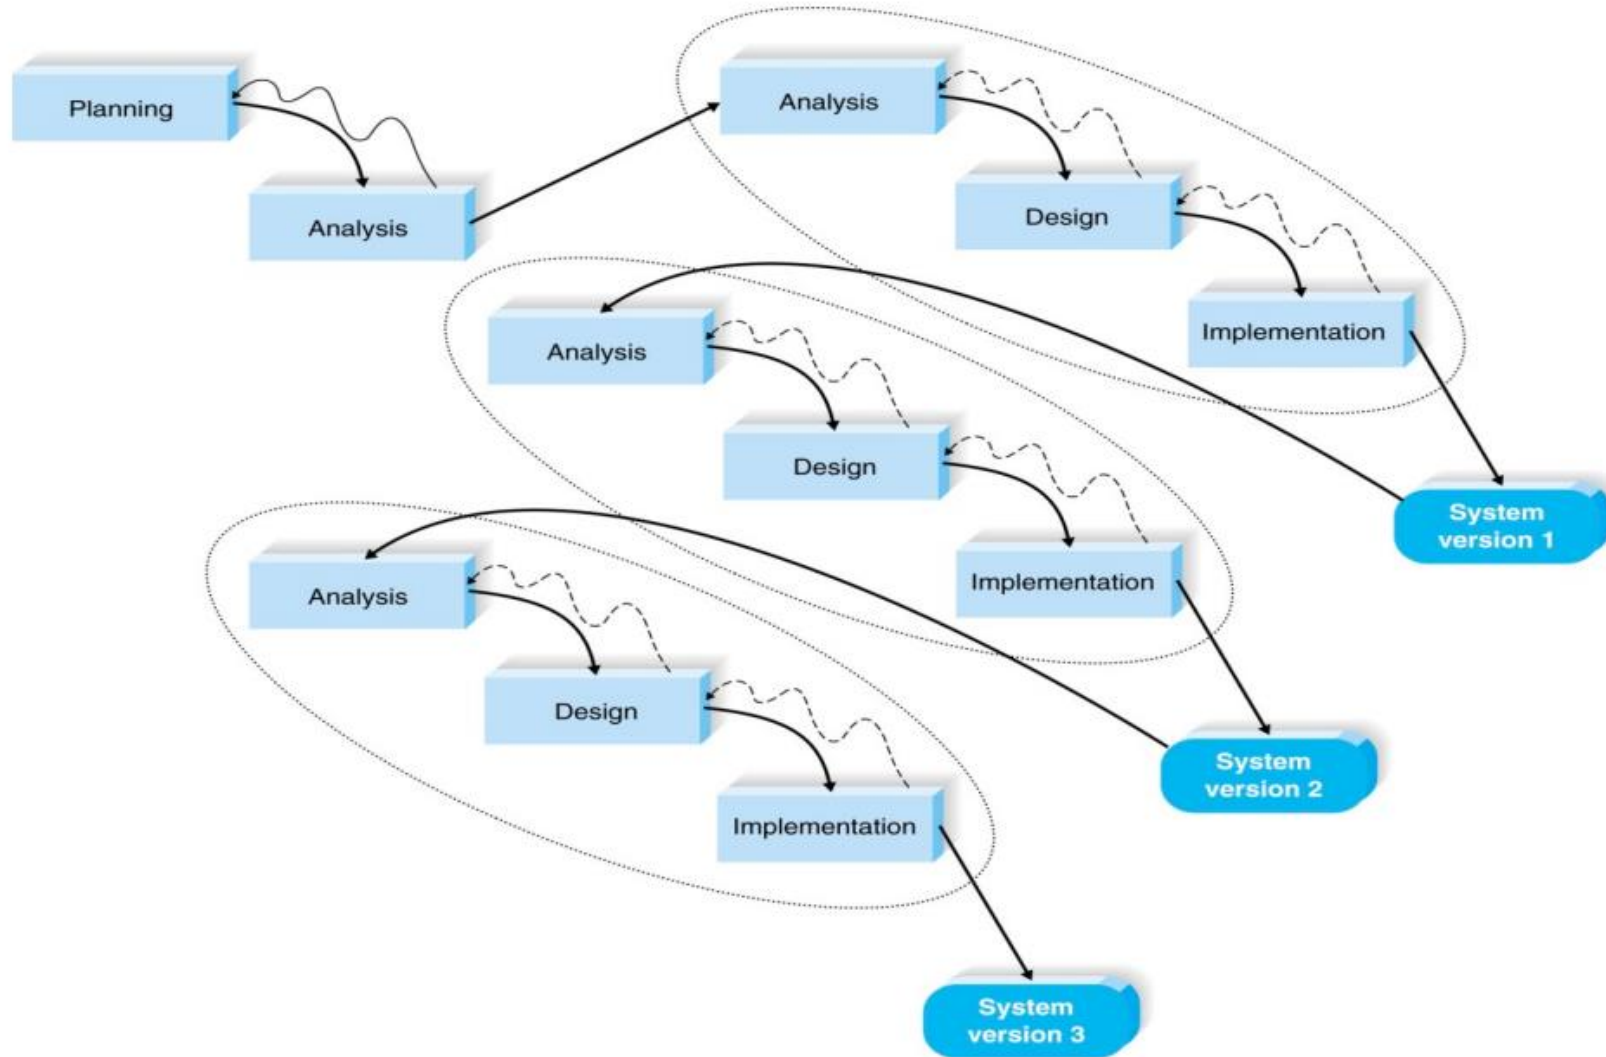 Planning
Analysis
Analysis
Design
Implementation
System
version 1
Analysis
Design
Implementation
System
version 2
Analysis
Design
Implementation
System
version 3